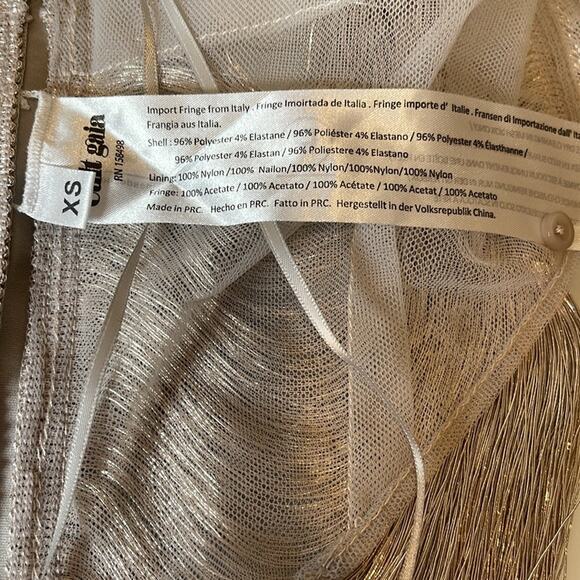 Import Fringe from Italy . Fringe Imoirtada de Italia . Fringe importe d' Italie . Fransen di Importazione dall' Ita
Frangia aus Italia.
Shell : 96% Polyester 4% Elastane / 96% Poliéster 4% Elastano / 96% Polyester 4% Élasthanne /
96% Polyester 4% Elastan / 96% Poliestere 4% Elastano
Lining: 100% Nylon /100% Nailon/100% Nylon/100%Nylon/100% Nylon
Fringe: 100% Acetate / 100% Acetato / 100% Acétate / 100% Acetat / 100% Acetato
Made in PRC. Hecho en PRC. Fatto in PRC. Hergestellt in der Volksrepublik China.
cult gaia
RN 158498
XS